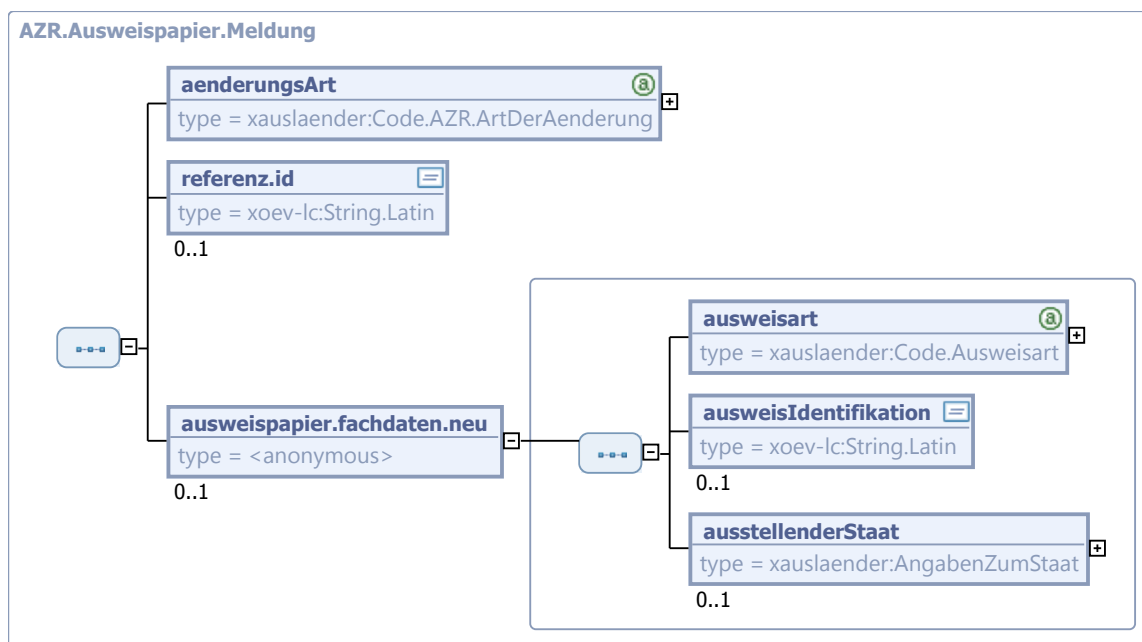 AZR.Ausweispapier.Meldung
aenderungsArt
type = xauslaender:Code.AZR.ArtDerAenderung
referenz.id
type = xoev-lc:String.Latin
0..1
ausweispapier.fachdaten.neu
type = <anonymous>
0..1
ausweisart
type = xauslaender:Code.Ausweisart
ausweisIdentifikation
type = xoev-lc:String.Latin
0..1
ausstellenderStaat
type = xauslaender:AngabenZumStaat
0..1